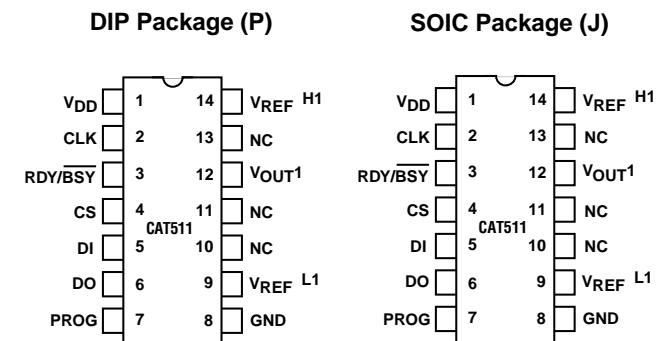 DIP Package (P)
VDD 1 14 VREF H1
CLK 2 13 NC
RDY/BSY 3 12 VOUT1
CS 4 11 NC
CAT511
DI 5 10 NC
DO 6 9 VREF L1
PROG 7 8 GND
SOIC Package (J)
VDD 1 14 VREF H1
CLK 2 13 NC
RDY/BSY 3 12 VOUT1
CS 4 11 NC
CAT511
DI 5 10 NC
DO 6 9 VREF L1
PROG 7 8 GND